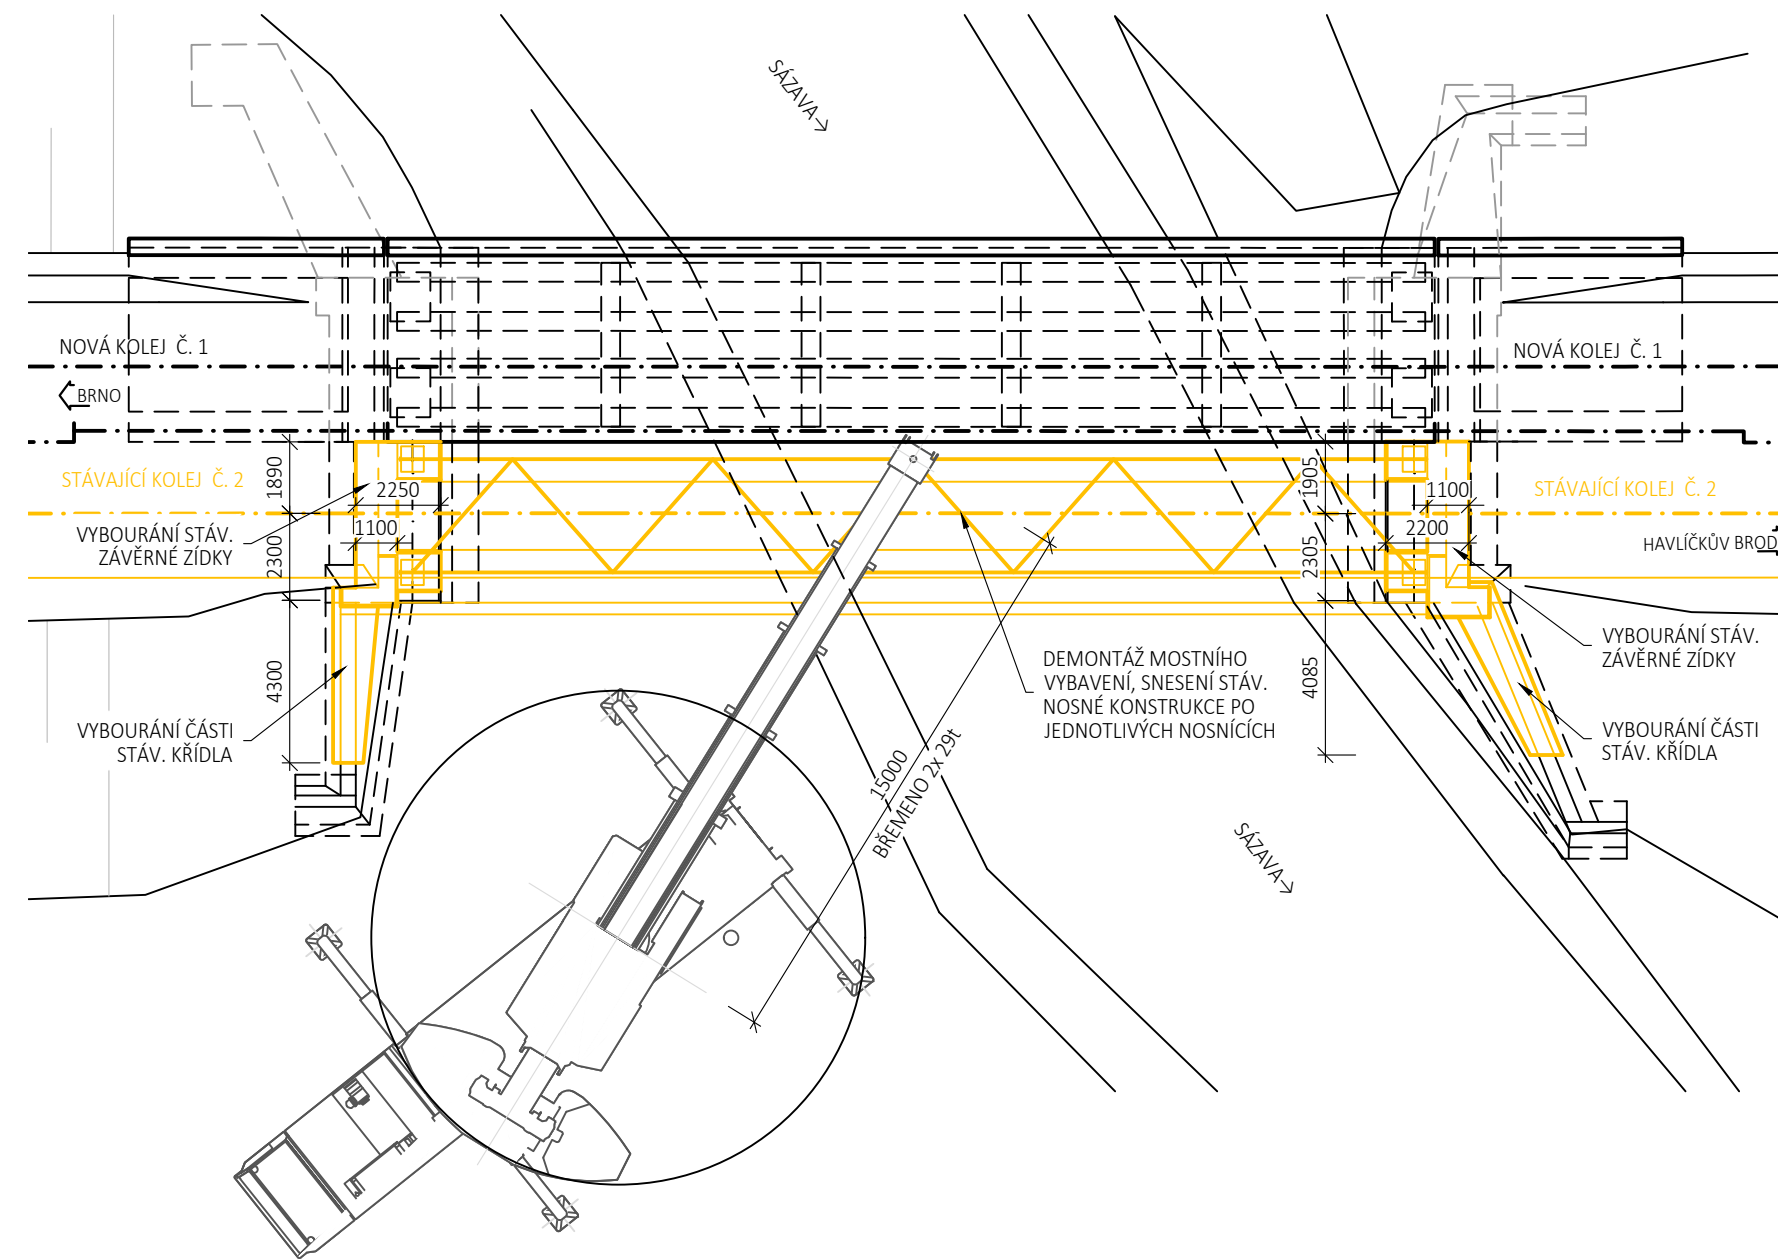 SÁZAVA→
NOVÁ KOLEJ Č. 1
NOVÁ KOLEJ Č. 1
BRNO
STÁVAJÍCÍ KOLEJ Č. 2
STÁVAJÍCÍ KOLEJ Č. 2
1890
2250
1905
1100
VYBOURÁNÍ STÁV.
ZÁVĚRNÉ ZÍDKY
1100
2200
HAVLÍČKŮV BROD
2300
2305
VYBOURÁNÍ STÁV.
ZÁVĚRNÉ ZÍDKY
4300
DEMONTÁŽ MOSTNÍHO
VYBAVENÍ, SNESENÍ STÁV.
NOSNÉ KONSTRUKCE PO
JEDNOTLIVÝCH NOSNÍCÍCH
4085
VYBOURÁNÍ ČÁSTI
STÁV. KŘÍDLA
VYBOURÁNÍ ČÁSTI
STÁV. KŘÍDLA
15000
BŘEMENO 2x 29t
SÁZAVA→